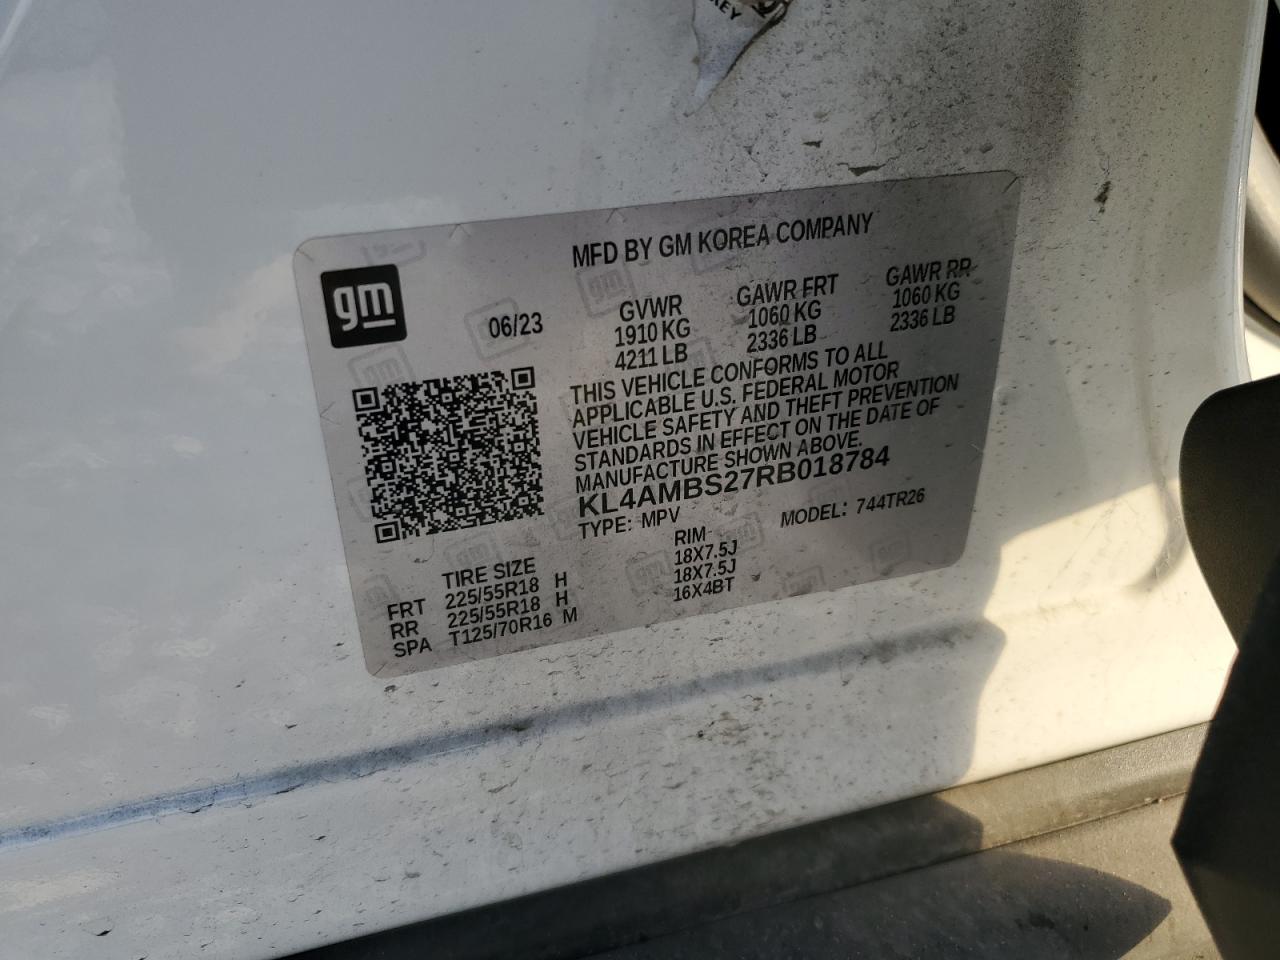 KEY
MFD BY GM KOREA COMPANY
gm
06/23
GVWR GAWR FRT GAWR RR
1910 KG 1060 KG 1060 KG
4211 LB 2336 LB 2336 LB
THIS VEHICLE CONFORMS TO ALL
APPLICABLE U.S. FEDERAL MOTOR
VEHICLE SAFETY AND THEFT PREVENTION
STANDARDS IN EFFECT ON THE DATE OF
MANUFACTURE SHOWN ABOVE.
KL4AMBS27RB018784
TYPE: MPV MODEL: 744TR26
TIRE SIZE RIM
FRT 225/55R18 H 18X7.5J
RR 225/55R18 H 18X7.5J
SPA T125/70R16 M 16X4BT